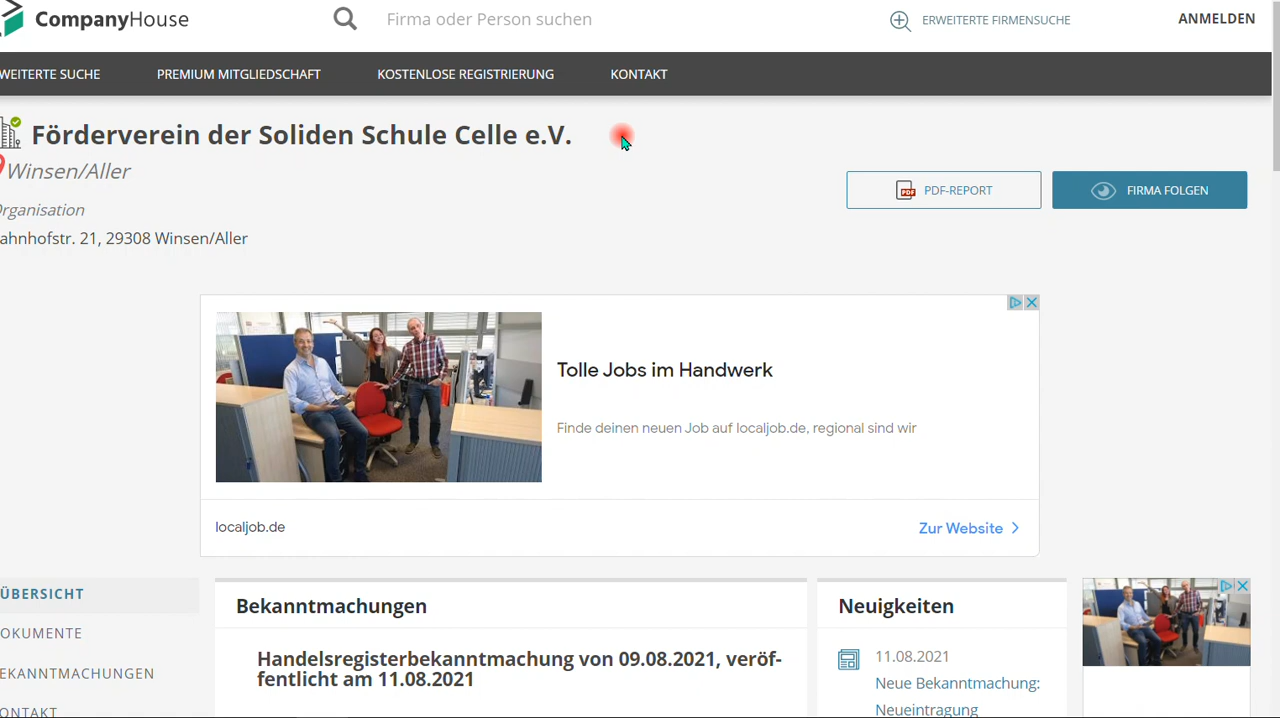 CompanyHouse
Firma oder Person suchen
ERWEITERTE FIRMENSUCHE
ANMELDEN
WEITERTE SUCHE
PREMIUM MITGLIEDSCHAFT
KOSTENLOSE REGISTRIERUNG
KONTAKT
Förderverein der Soliden Schule Celle e.V.
Winsen/Aller
rganisation
ahnhofstr. 21, 29308 Winsen/Aller
PDF PDF-REPORT
FIRMA FOLGEN
Tolle Jobs im Handwerk
Finde deinen neuen Job auf localjob.de, regional sind wir
localjob.de
Zur Website
ÜBERSICHT
OKUMENTE
EKANNTMACHUNGEN
ONTAKT
Bekanntmachungen
Handelsregisterbekanntmachung von 09.08.2021, veröf-
fentlicht am 11.08.2021
Neuigkeiten
11.08.2021
Neue Bekanntmachung:
Neueintragung